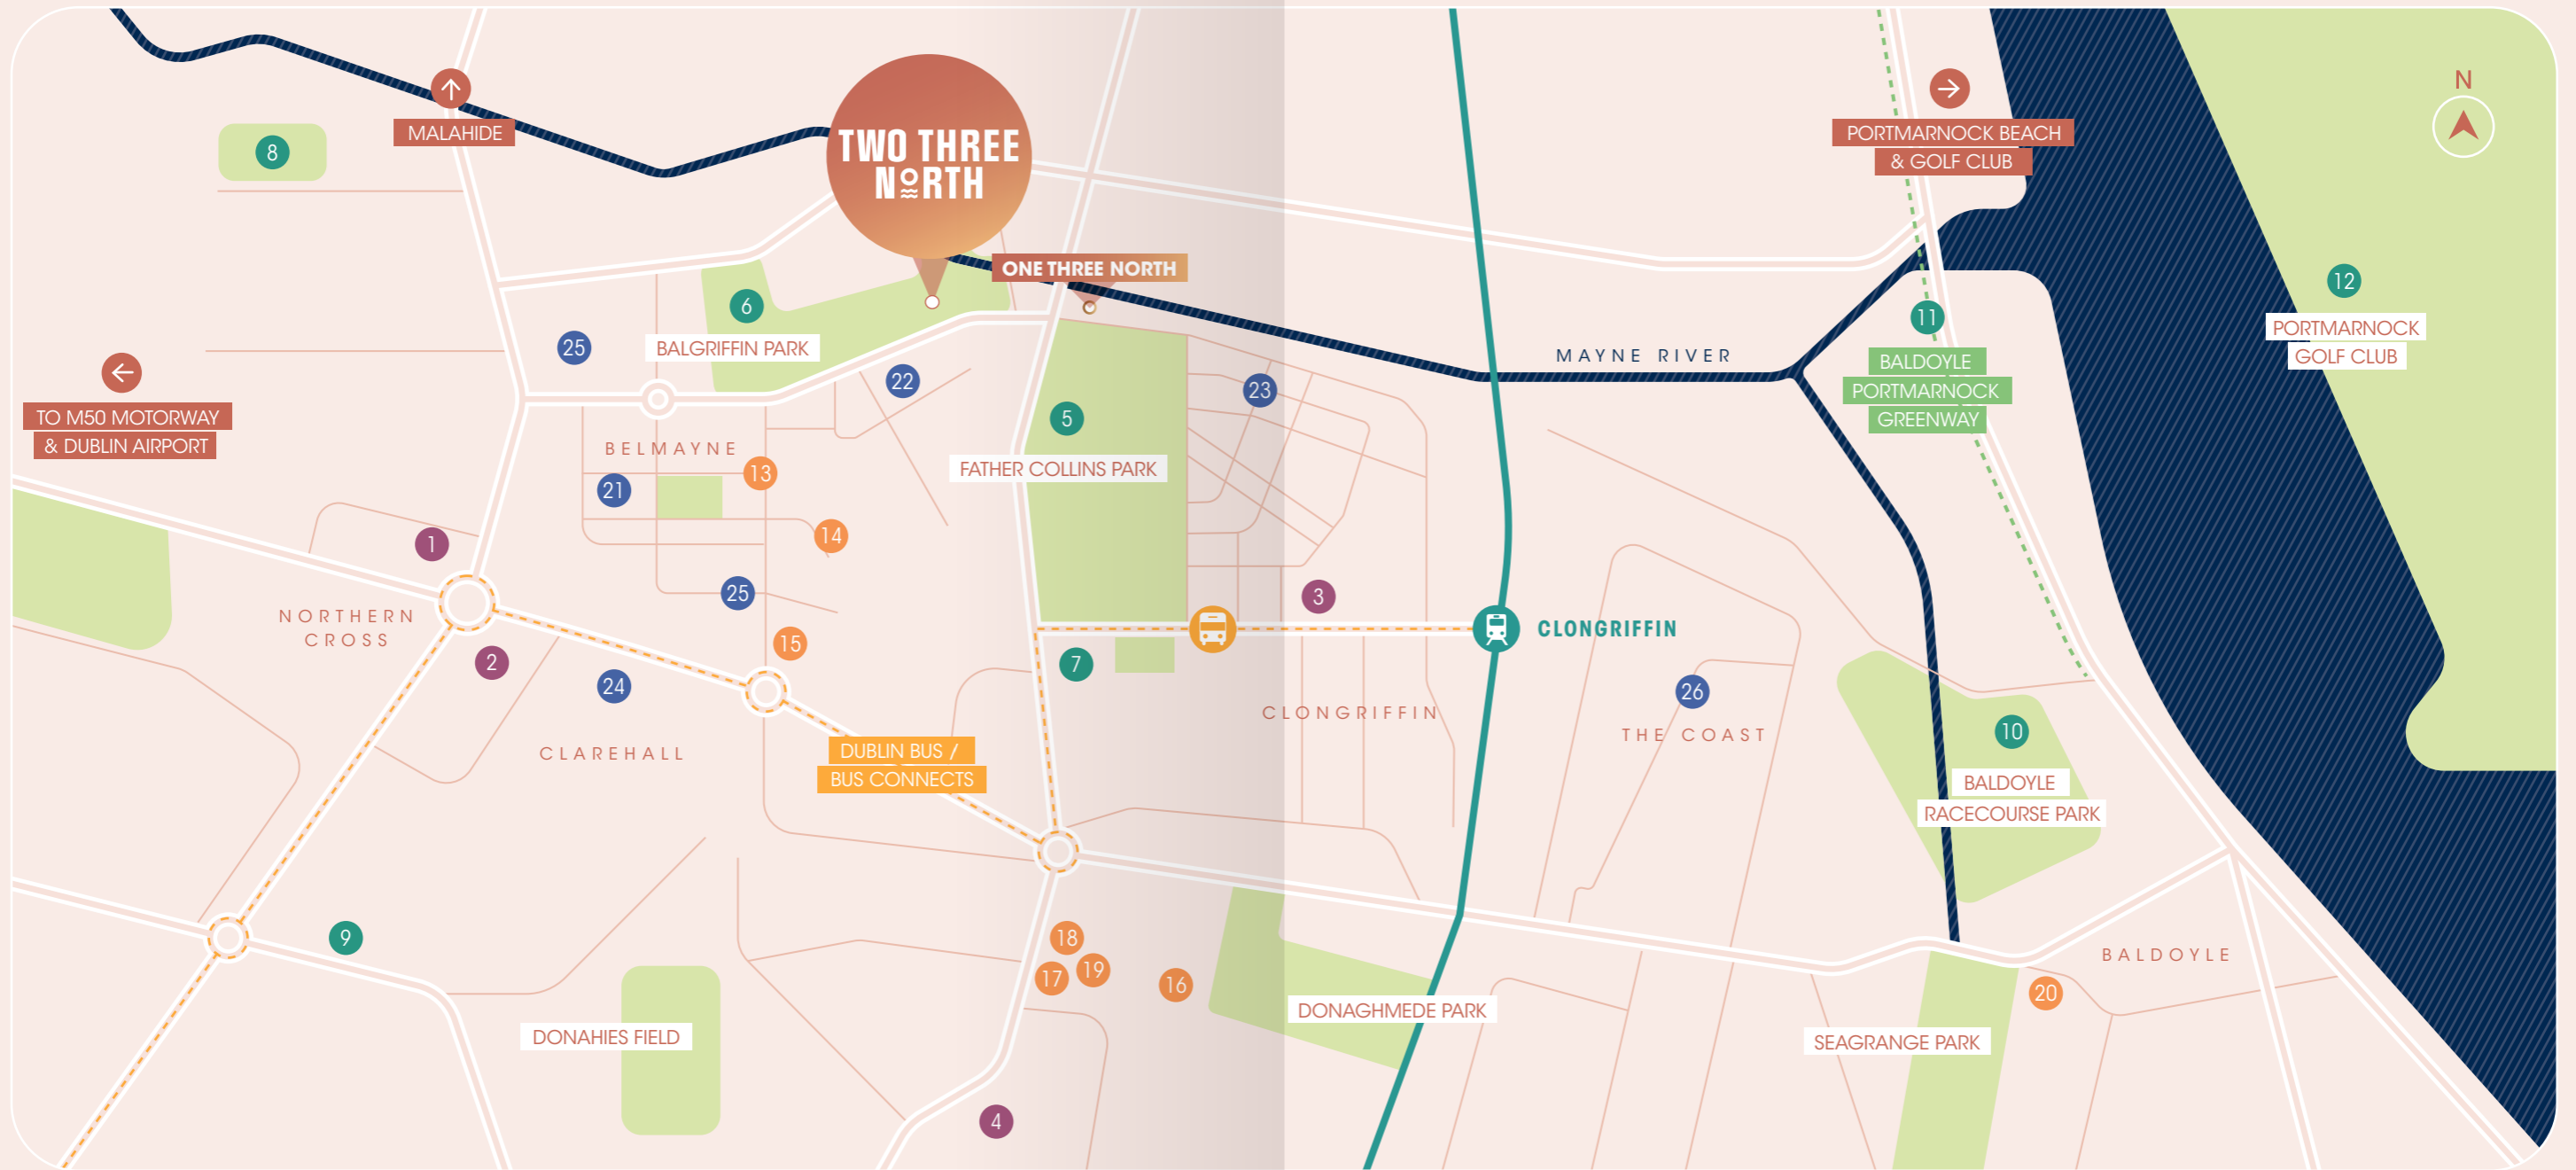 N
MALAHIDE
PORTMARNOCK BEACH
& GOLF CLUB
TWO THREE
NORTH
8
ONE THREE NORTH
12
6
11
PORTMARNOCK
GOLF CLUB
25
BALGRIFFIN PARK
MAYNE RIVER
BALDOYLE
PORTMARNOCK
GREENWAY
22
23
TO M50 MOTORWAY
& DUBLIN AIRPORT
5
BELMAYNE
FATHER COLLINS PARK
13
21
14
1
25
3
NORTHERN
CROSS
CLONGRIFFIN
15
2
7
24
26
CLONGRIFFIN
THE COAST
10
CLAREHALL
DUBLIN BUS /
BUS CONNECTS
BALDOYLE
RACECOURSE PARK
9
18
17
19
16
BALDOYLE
20
DONAGHMEDE PARK
DONAHIES FIELD
SEAGRANGE PARK
4